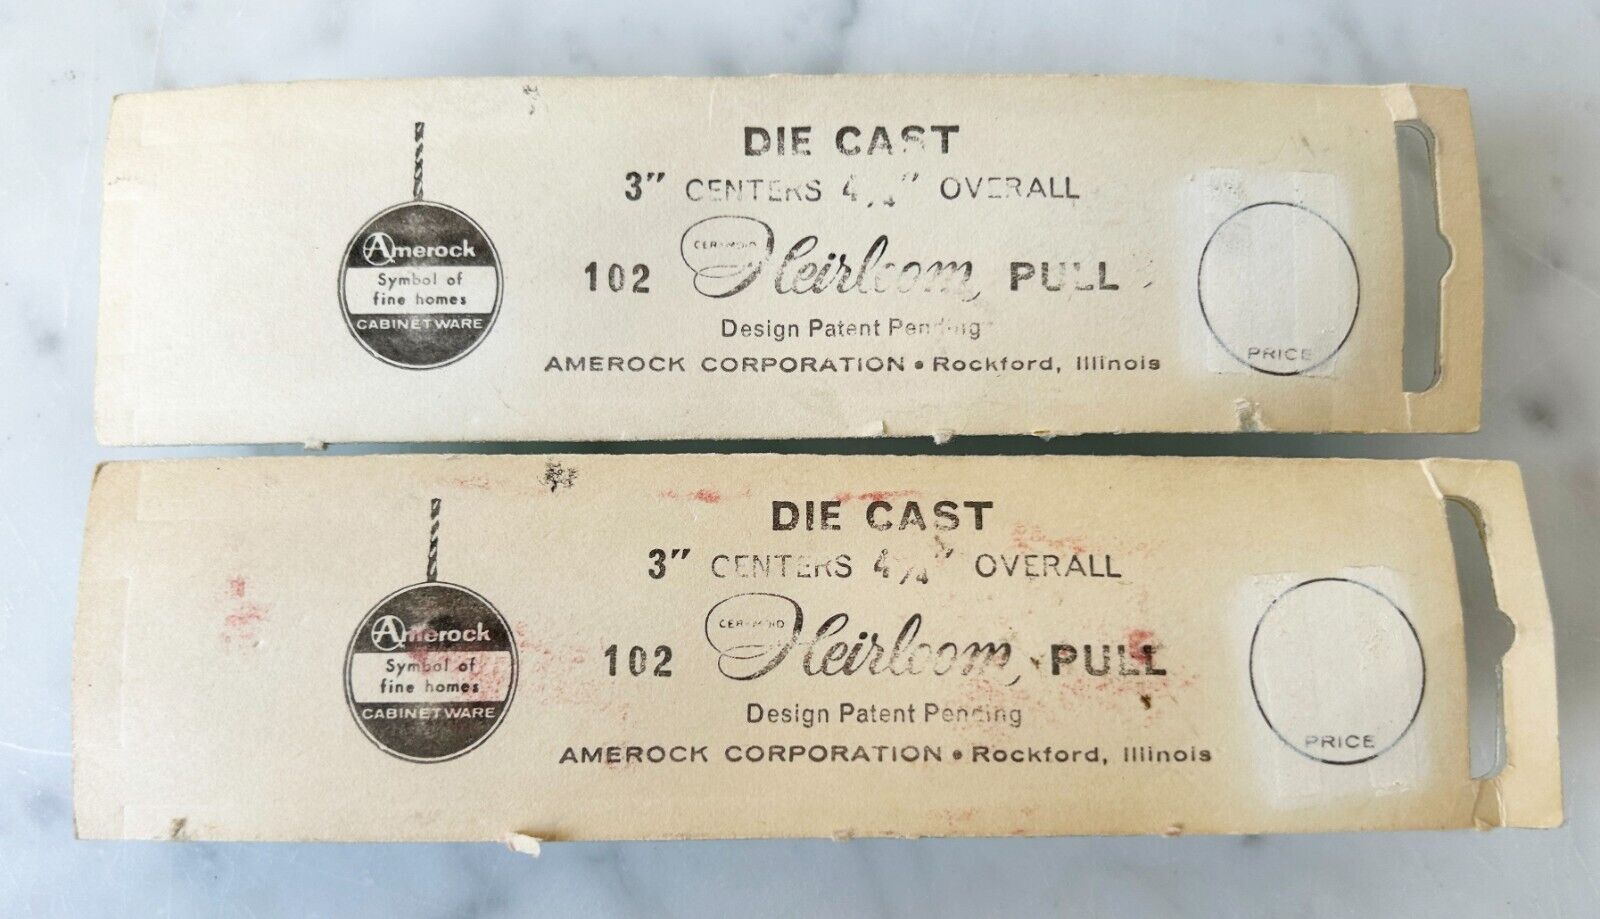 DIE CAST
3" CENTERS 4 1/4" OVERALL
102 CERAMOID Heirloom PULL
Design Patent Pending
AMEROCK CORPORATION • Rockford, Illinois
Amerock
Symbol of
fine homes
CABINETWARE
PRICE
DIE CAST
3" CENTERS 4 1/4" OVERALL
102 CERAMOID Heirloom PULL
Design Patent Pending
AMEROCK CORPORATION • Rockford, Illinois
Amerock
Symbol of
fine homes
CABINETWARE
PRICE